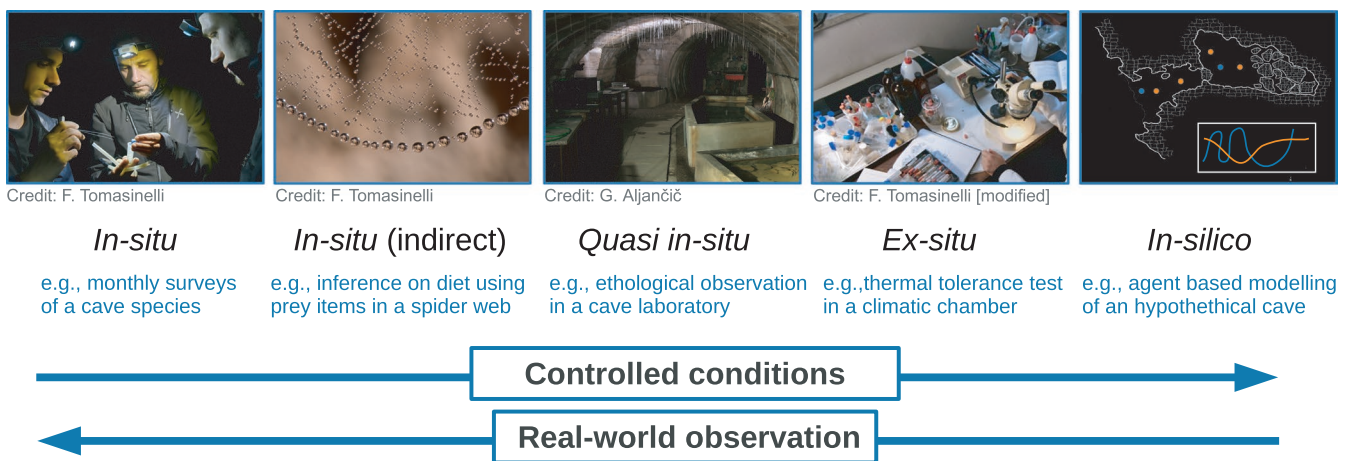 Credit: F. Tomasinelli
Credit: F. Tomasinelli
Credit: G. Aljančič
Credit: F. Tomasinelli [modified]
In-situ
In-situ (indirect)
Quasi in-situ
Ex-situ
In-silico
e.g., monthly surveys
of a cave species
e.g., inference on diet using
prey items in a spider web
e.g., ethological observation
in a cave laboratory
e.g.,thermal tolerance test
in a climatic chamber
e.g., agent based modelling
of an hypothethical cave
Controlled conditions
Real-world observation